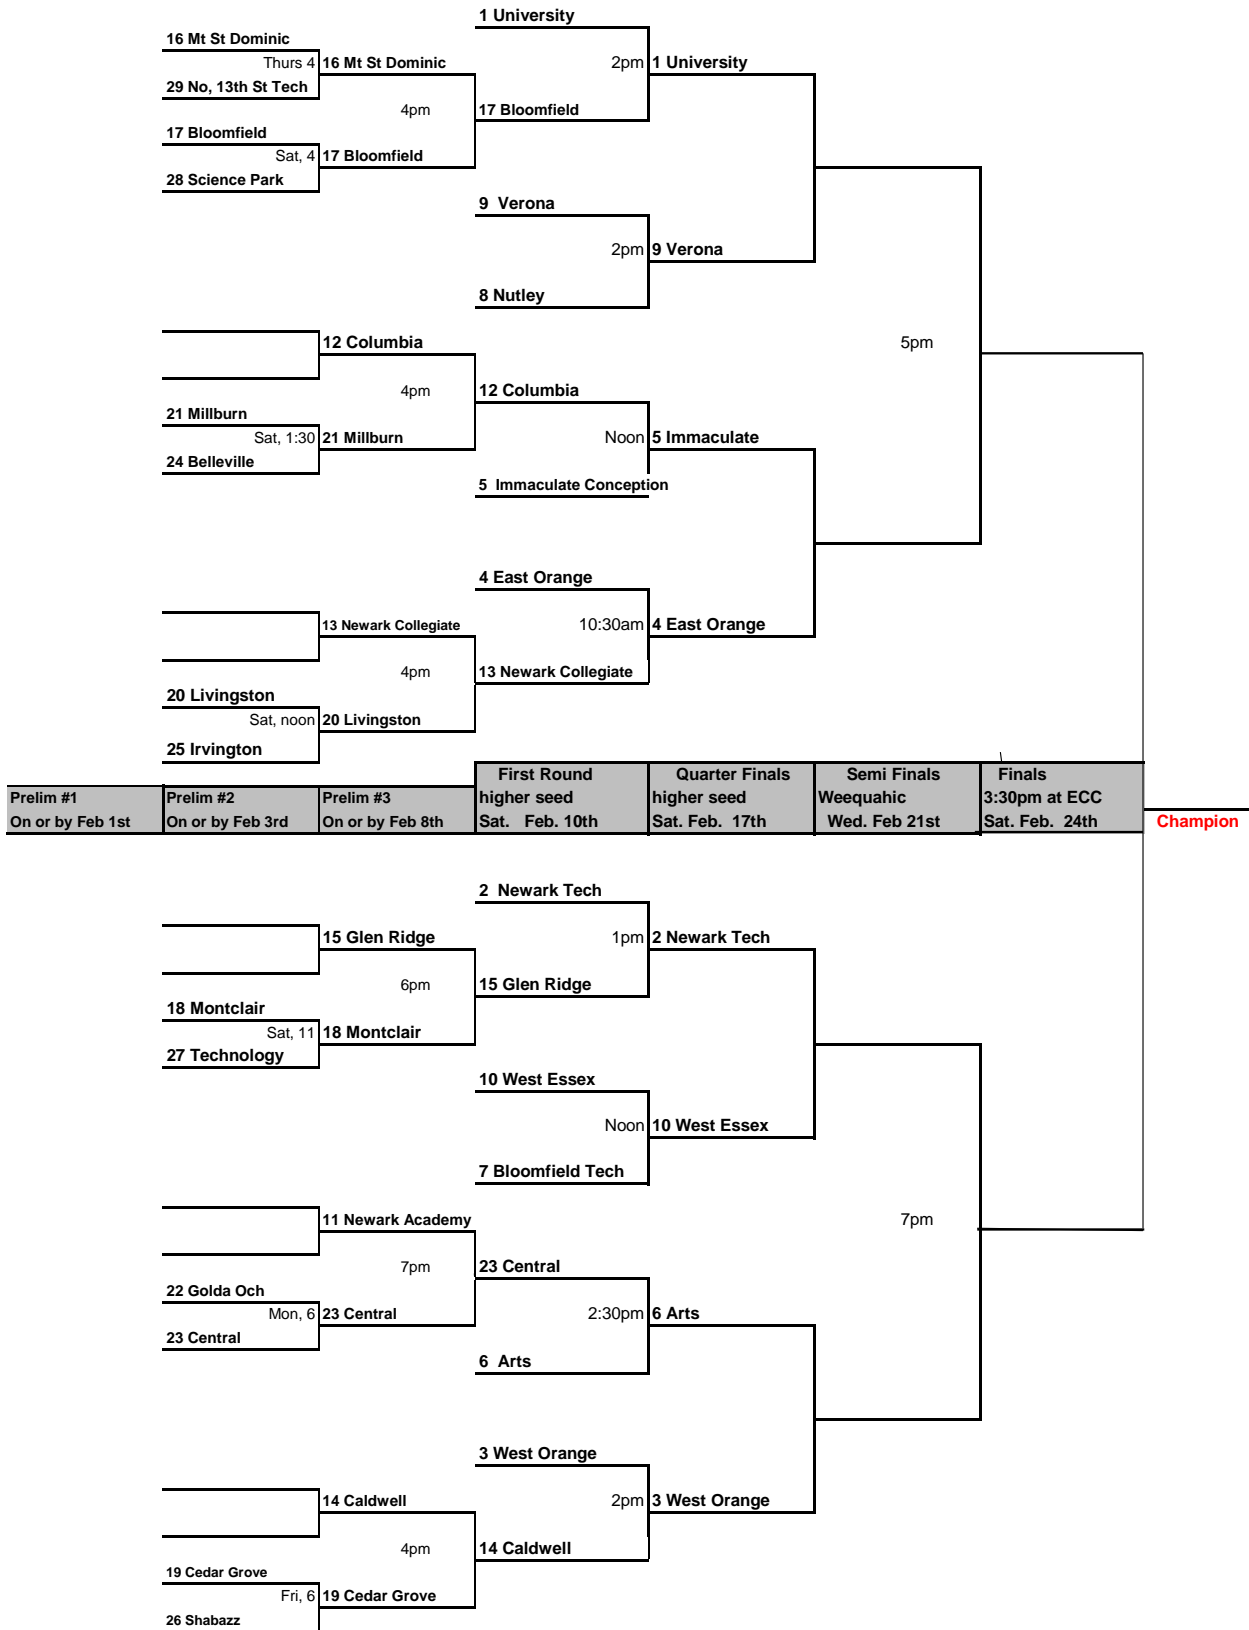 1 University
16 Mt St Dominic
Thurs 4 16 Mt St Dominic 2pm 1 University
29 No, 13th St Tech
4pm 17 Bloomfield
17 Bloomfield
Sat, 4 17 Bloomfield
28 Science Park
9 Verona
2pm 9 Verona
8 Nutley
12 Columbia 5pm
4pm 12 Columbia
21 Millburn
Sat, 1:30 21 Millburn Noon 5 Immaculate
24 Belleville
5 Immaculate Conception
4 East Orange
13 Newark Collegiate 10:30am 4 East Orange
4pm 13 Newark Collegiate
20 Livingston
Sat, noon 20 Livingston
25 Irvington
First Round Quarter Finals Semi Finals Finals
Prelim #1 Prelim #2 Prelim #3 higher seed higher seed Weequahic 3:30pm at ECC
On or by Feb 1st On or by Feb 3rd On or by Feb 8th Sat. Feb. 10th Sat. Feb. 17th Wed. Feb 21st Sat. Feb. 24th Champion
2 Newark Tech
15 Glen Ridge 1pm 2 Newark Tech
6pm 15 Glen Ridge
18 Montclair
Sat, 11 18 Montclair
27 Technology
10 West Essex
Noon 10 West Essex
7 Bloomfield Tech
11 Newark Academy 7pm
7pm 23 Central
22 Golda Och
Mon, 6 23 Central 2:30pm 6 Arts
23 Central
6 Arts
3 West Orange
14 Caldwell 2pm 3 West Orange
4pm 14 Caldwell
19 Cedar Grove
Fri, 6 19 Cedar Grove
26 Shabazz